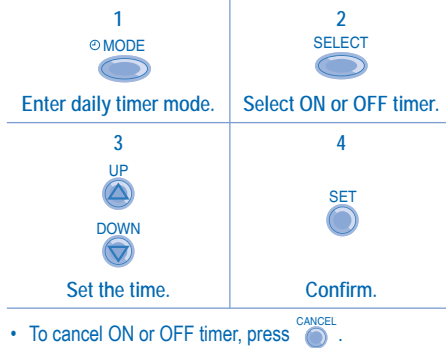 1
⏲ MODE
Enter daily timer mode.
2
SELECT
Select ON or OFF timer.
3
UP
DOWN
Set the time.
4
SET
Confirm.
• To cancel ON or OFF timer, press CANCEL .